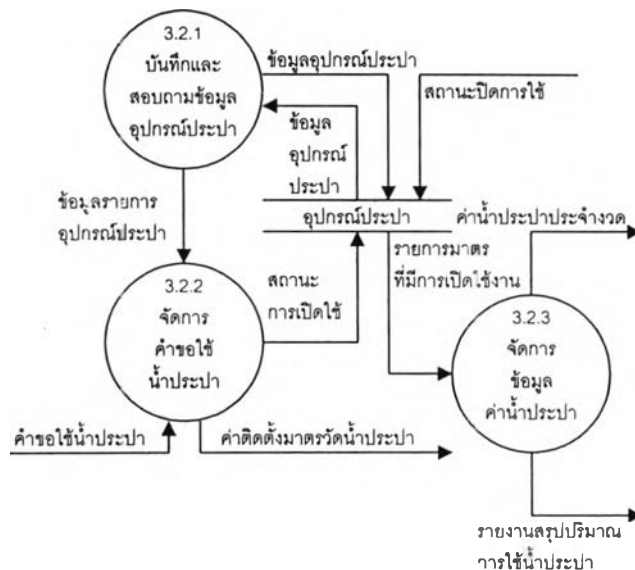 3.2.1
บันทึกและ
สอบถามข้อมูล
อุปกรณ์ประปา
ข้อมูลอุปกรณ์ประปา
สถานะปิดการใช้
ข้อมูล
อุปกรณ์
ประปา
ข้อมูลรายการ
อุปกรณ์ประปา
อุปกรณ์ประปา
ค่าน้ำประปาประจำงวด
รายการมาตร
ที่มีการเปิดใช้งาน
3.2.2
จัดการ
คำขอใช้
น้ำประปา
สถานะ
การเปิดใช้
3.2.3
จัดการ
ข้อมูล
ค่าน้ำประปา
คำขอใช้น้ำประปา
ค่าติดตั้งมาตรวัดน้ำประปา
รายงานสรุปปริมาณ
การใช้น้ำประปา